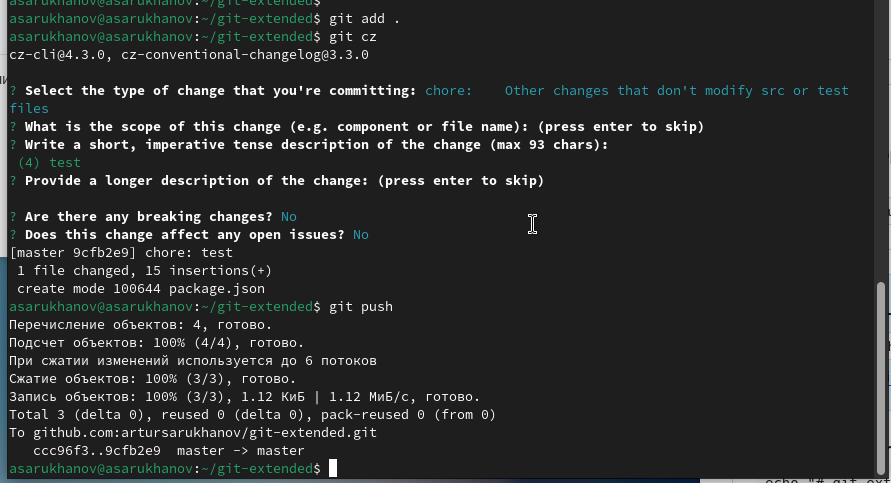 asarukhanov@asarukhanov:~/git-extended$
asarukhanov@asarukhanov:~/git-extended$ git add .
asarukhanov@asarukhanov:~/git-extended$ git cz
cz-cli@4.3.0, cz-conventional-changelog@3.3.0
? Select the type of change that you're committing: chore:    Other changes that don't modify src or test
files
? What is the scope of this change (e.g. component or file name): (press enter to skip)
? Write a short, imperative tense description of the change (max 93 chars):
 (4) test
? Provide a longer description of the change: (press enter to skip)
? Are there any breaking changes? No
? Does this change affect any open issues? No
[master 9cfb2e9] chore: test
 1 file changed, 15 insertions(+)
 create mode 100644 package.json
asarukhanov@asarukhanov:~/git-extended$ git push
Перечисление объектов: 4, готово.
Подсчет объектов: 100% (4/4), готово.
При сжатии изменений используется до 6 потоков
Сжатие объектов: 100% (3/3), готово.
Запись объектов: 100% (3/3), 1.12 КиБ | 1.12 МиБ/с, готово.
Total 3 (delta 0), reused 0 (delta 0), pack-reused 0 (from 0)
To github.com:artursarukhanov/git-extended.git
   ccc96f3..9cfb2e9  master -> master
asarukhanov@asarukhanov:~/git-extended$